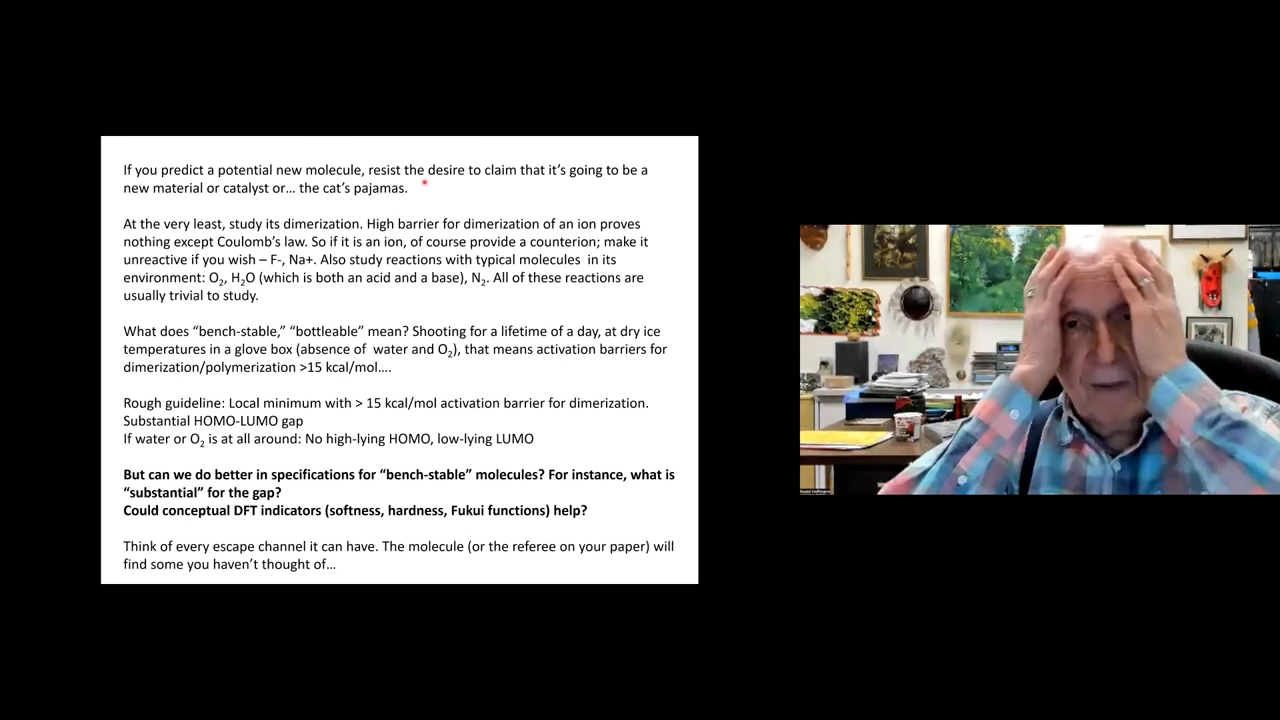 If you predict a potential new molecule, resist the desire to claim that it’s going to be a
new material or catalyst or… the cat’s pajamas.
At the very least, study its dimerization. High barrier for dimerization of an ion proves
nothing except Coulomb’s law. So if it is an ion, of course provide a counterion; make it
unreactive if you wish – F-, Na+. Also study reactions with typical molecules in its
environment: O₂, H₂O (which is both an acid and a base), N₂. All of these reactions are
usually trivial to study.
What does “bench-stable,” “bottleable” mean? Shooting for a lifetime of a day, at dry ice
temperatures in a glove box (absence of water and O₂), that means activation barriers for
dimerization/polymerization >15 kcal/mol….
Rough guideline: Local minimum with > 15 kcal/mol activation barrier for dimerization.
Substantial HOMO-LUMO gap
If water or O₂ is at all around: No high-lying HOMO, low-lying LUMO
But can we do better in specifications for “bench-stable” molecules? For instance, what is
“substantial” for the gap?
Could conceptual DFT indicators (softness, hardness, Fukui functions) help?
Think of every escape channel it can have. The molecule (or the referee on your paper) will
find some you haven’t thought of…
Roald Hoffmann